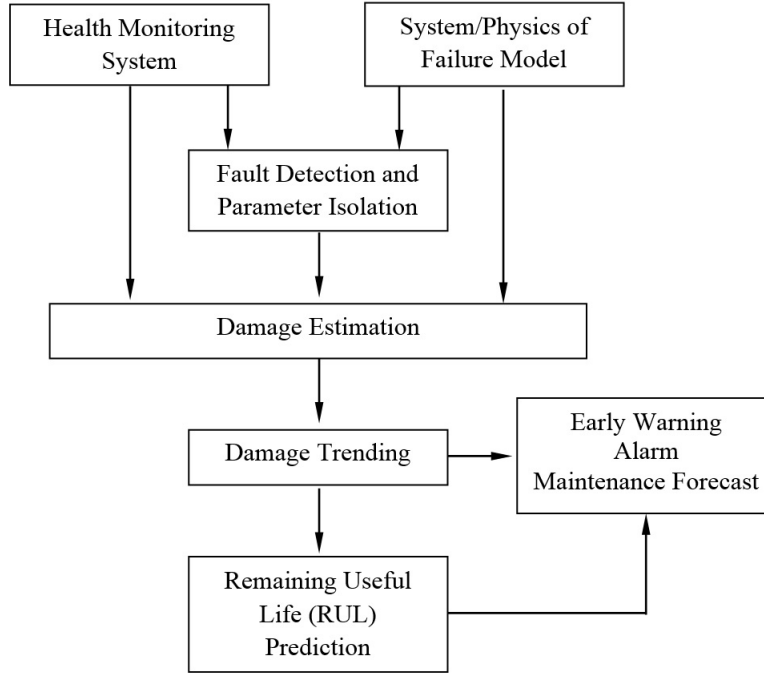 Health Monitoring
System
System/Physics of
Failure Model
Fault Detection and
Parameter Isolation
Damage Estimation
Damage Trending
Early Warning
Alarm
Maintenance Forecast
Remaining Useful
Life (RUL)
Prediction